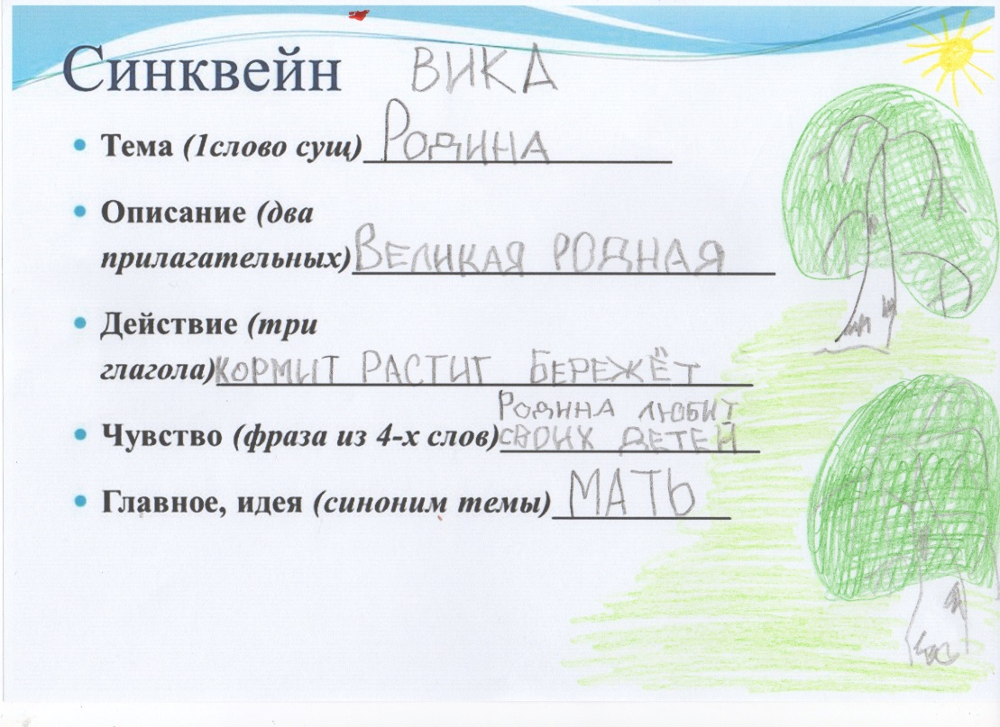 Синквейн ВИКА
• Тема (1слово сущ) РОДИНА
• Описание (два
прилагательных) ВЕЛИКАЯ РОДНАЯ
• Действие (три
глагола) КОРМИТ РАСТИТ БЕРЕЖЁТ
РОДИНА ЛЮБИТ
• Чувство (фраза из 4-х слов) СВОИХ ДЕТЕЙ
• Главное, идея (синоним темы) МАТЬ